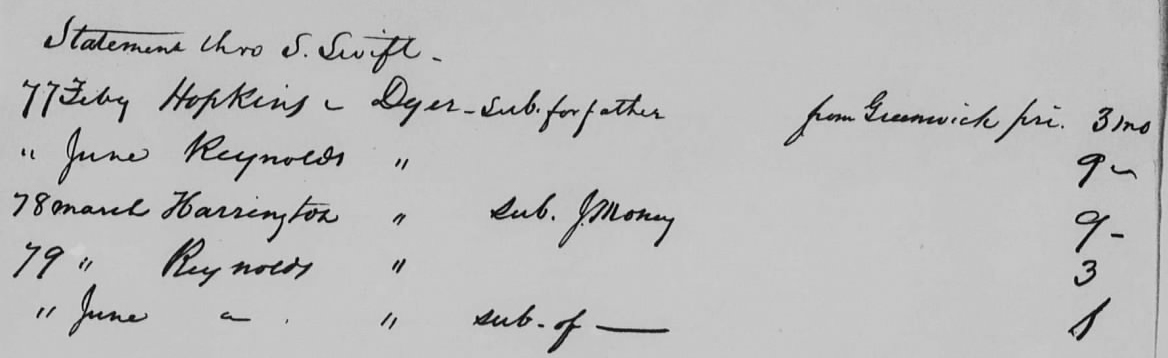 Statement thro S. Swift -
77 Feby Hopkins - Dyer - sub. for father from Greenwich pri. 3 mo
" June Reynolds " 9 -
78 march Harrington " sub. J. Money 9 -
79 " Reynolds " 3
" June - . " sub - of —